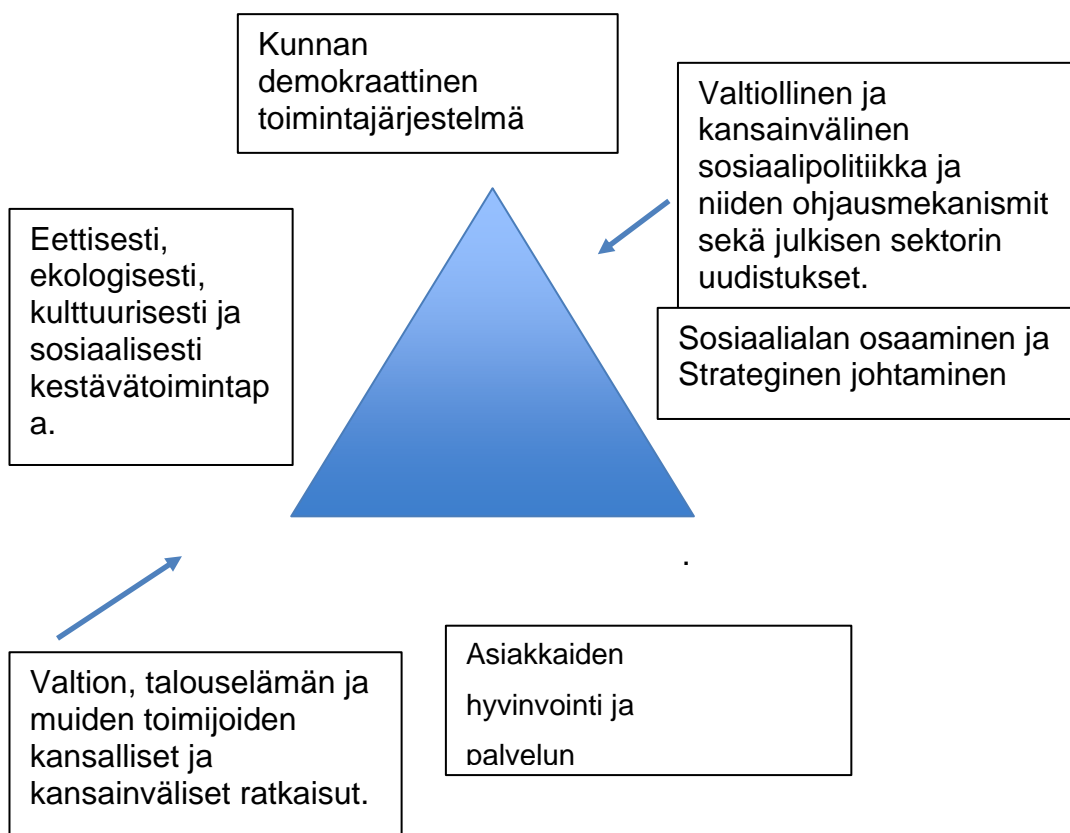 Kunnan
demokraattinen
toimintajärjestelmä
Valtiollinen ja
kansainvälinen
sosiaalipolitiikka ja
niiden ohjausmekanismit
sekä julkisen sektorin
uudistukset.
Eettisesti,
ekologisesti,
kulttuurisesti ja
sosiaalisesti
kestävätoimintap
a.
Sosiaalialan osaaminen ja
Strateginen johtaminen
.
Valtion, talouselämän ja
muiden toimijoiden
kansalliset ja
kansainväliset ratkaisut.
Asiakkaiden
hyvinvointi ja
palvelun